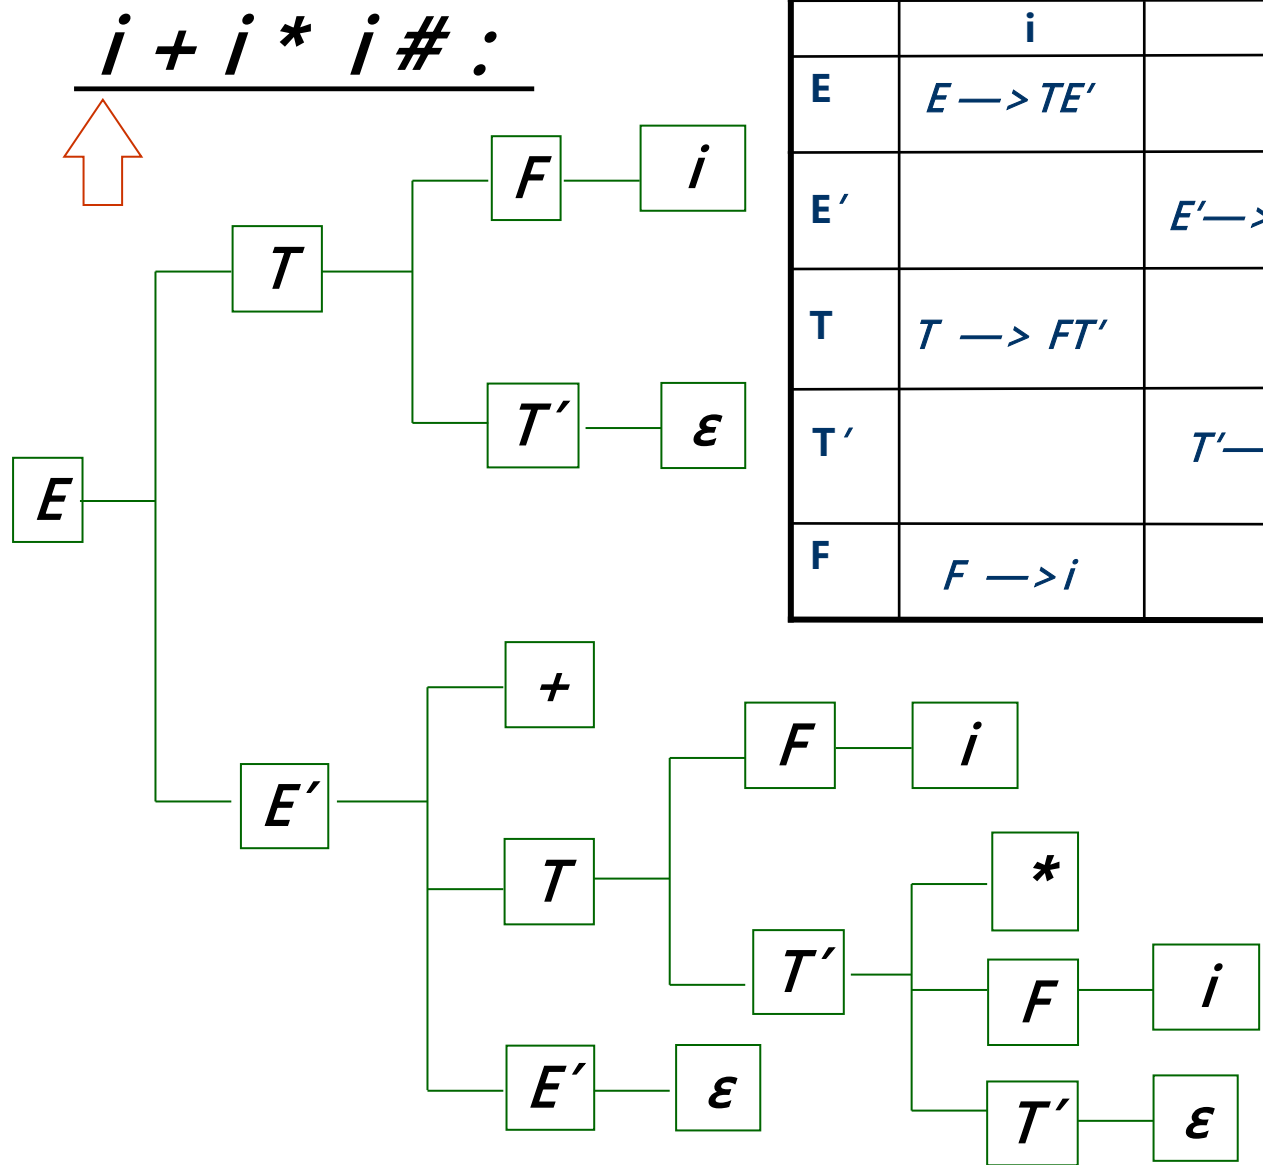 i + i * i # :
i
E
E —> TE′
E′
E′—>
T
T —> FT′
T′
T′—
F
F —> i
F
i
T
T′
ε
E
+
F
i
E′
T
*
T′
F
i
E′
ε
T′
ε